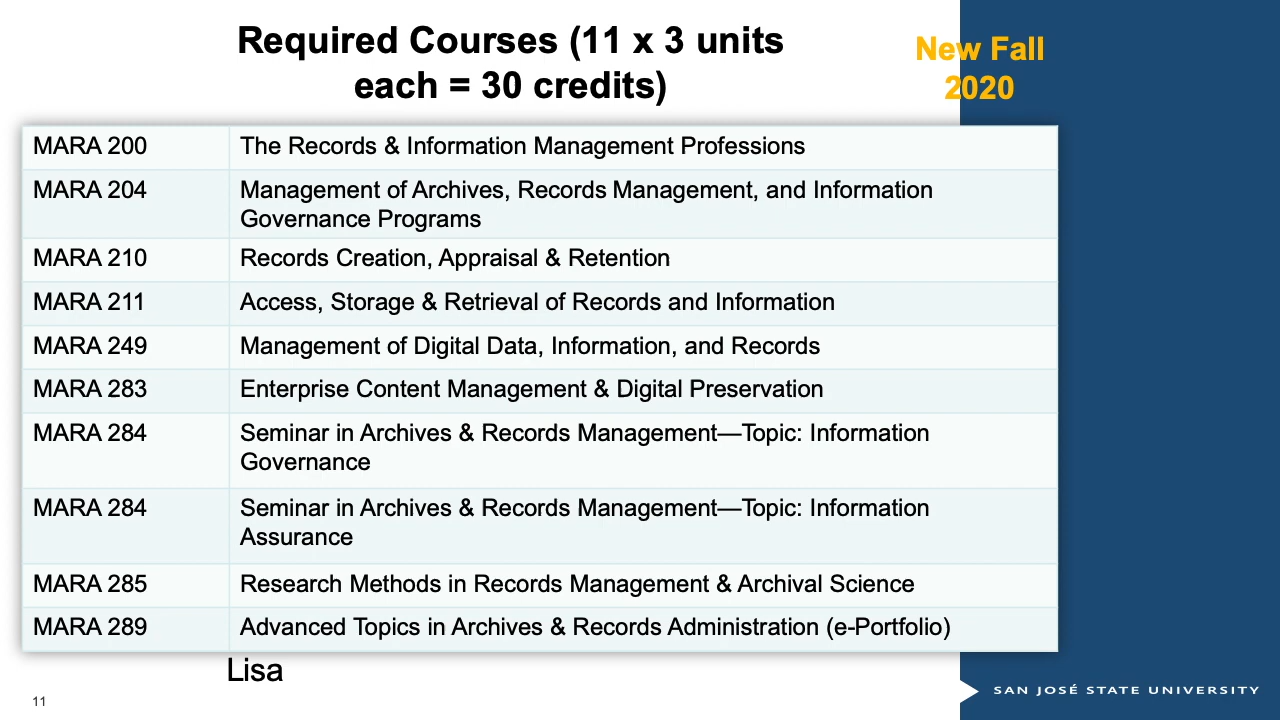 Required Courses (11 x 3 units
each = 30 credits)
New Fall
2020
MARA 200 The Records & Information Management Professions
MARA 204 Management of Archives, Records Management, and Information
Governance Programs
MARA 210 Records Creation, Appraisal & Retention
MARA 211 Access, Storage & Retrieval of Records and Information
MARA 249 Management of Digital Data, Information, and Records
MARA 283 Enterprise Content Management & Digital Preservation
MARA 284 Seminar in Archives & Records Management—Topic: Information
Governance
MARA 284 Seminar in Archives & Records Management—Topic: Information
Assurance
MARA 285 Research Methods in Records Management & Archival Science
MARA 289 Advanced Topics in Archives & Records Administration (e-Portfolio)
Lisa
11
SAN JOSÉ STATE UNIVERSITY